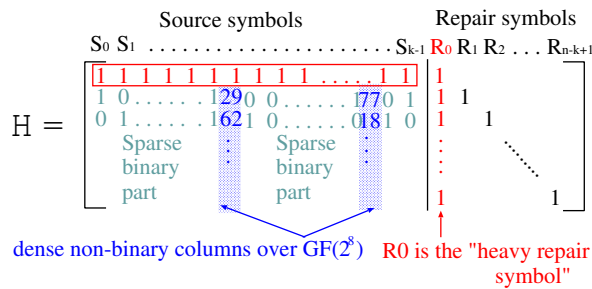 Source symbols Repair symbols
S0 S1 . . . . . . . . . . . . . . . . . . . . . . . Sk-1 R0 R1 R2 . . . Rn-k+1
1 1 1 1 1 1 1 1 1 1 . . . . . 1 1 1
1 0 . . . . . . 1 29 0 0 . . . . . . 1 77 0 1 1
H = 0 1 . . . . . . 1 62 1 0 . . . . . . 0 18 1 0 1 1
Sparse Sparse
binary binary
part part 1 1
dense non-binary columns over GF(2^8) R0 is the "heavy repair
symbol"